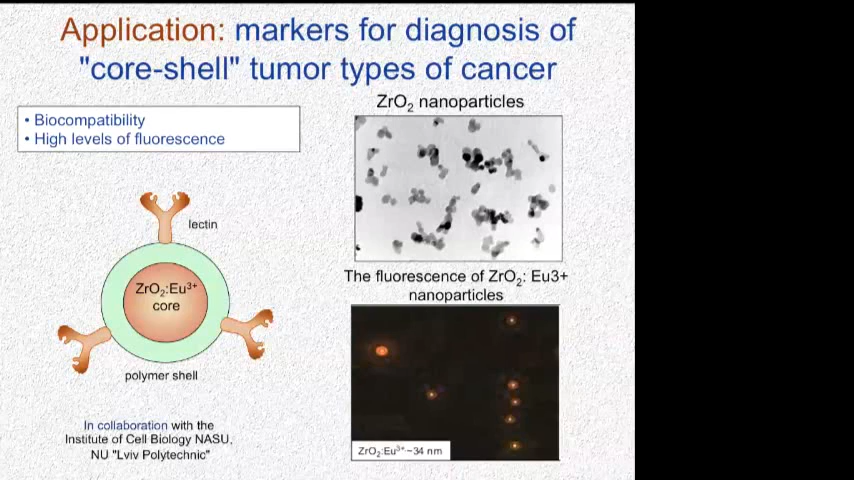 Application: markers for diagnosis of
"core-shell" tumor types of cancer
• Biocompatibility
• High levels of fluorescence
lectin
ZrO₂:Eu³⁺
core
polymer shell
In collaboration with the
Institute of Cell Biology NASU,
NU "Lviv Polytechnic"
ZrO₂ nanoparticles
The fluorescence of ZrO₂: Eu3+
nanoparticles
ZrO₂:Eu³⁺ ~34 nm